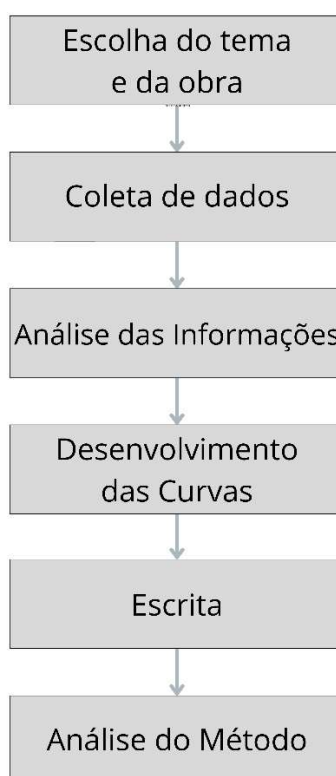 Escolha do tema
e da obra
Coleta de dados
Análise das Informações
Desenvolvimento
das Curvas
Escrita
Análise do Método